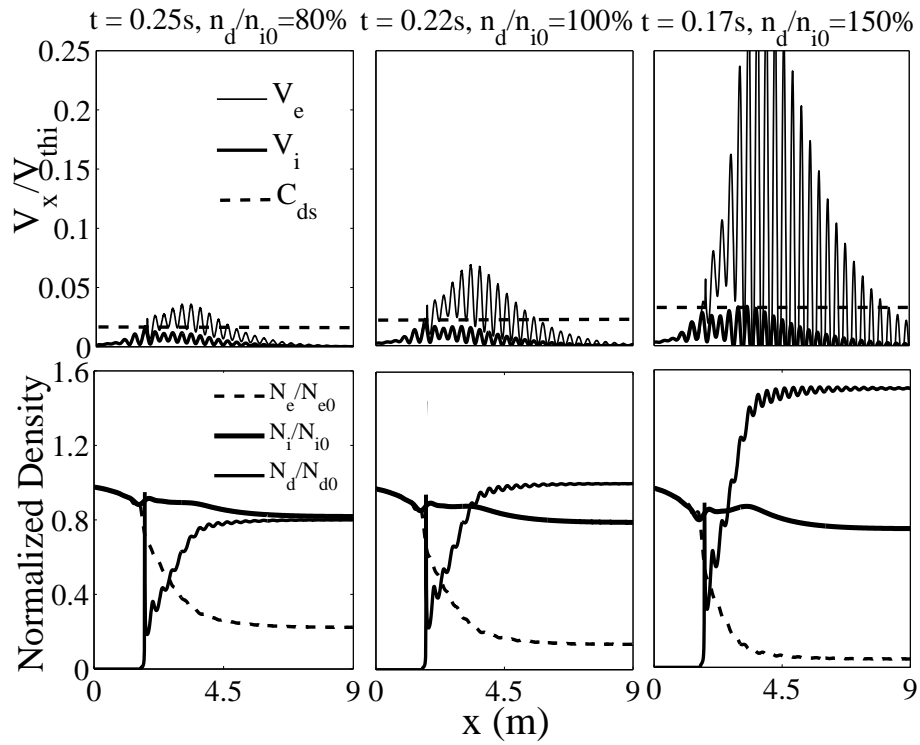 t = 0.25s, n_d/n_i0=80%
t = 0.22s, n_d/n_i0=100%
t = 0.17s, n_d/n_i0=150%
V_x/V_thi
0.25
0.2
0.15
0.1
0.05
0
V_e
V_i
C_ds
Normalized Density
1.6
1.2
0.8
0.4
0
N_e/N_e0
N_i/N_i0
N_d/N_d0
0 4.5 9 0 4.5 9 0 4.5 9
x (m)